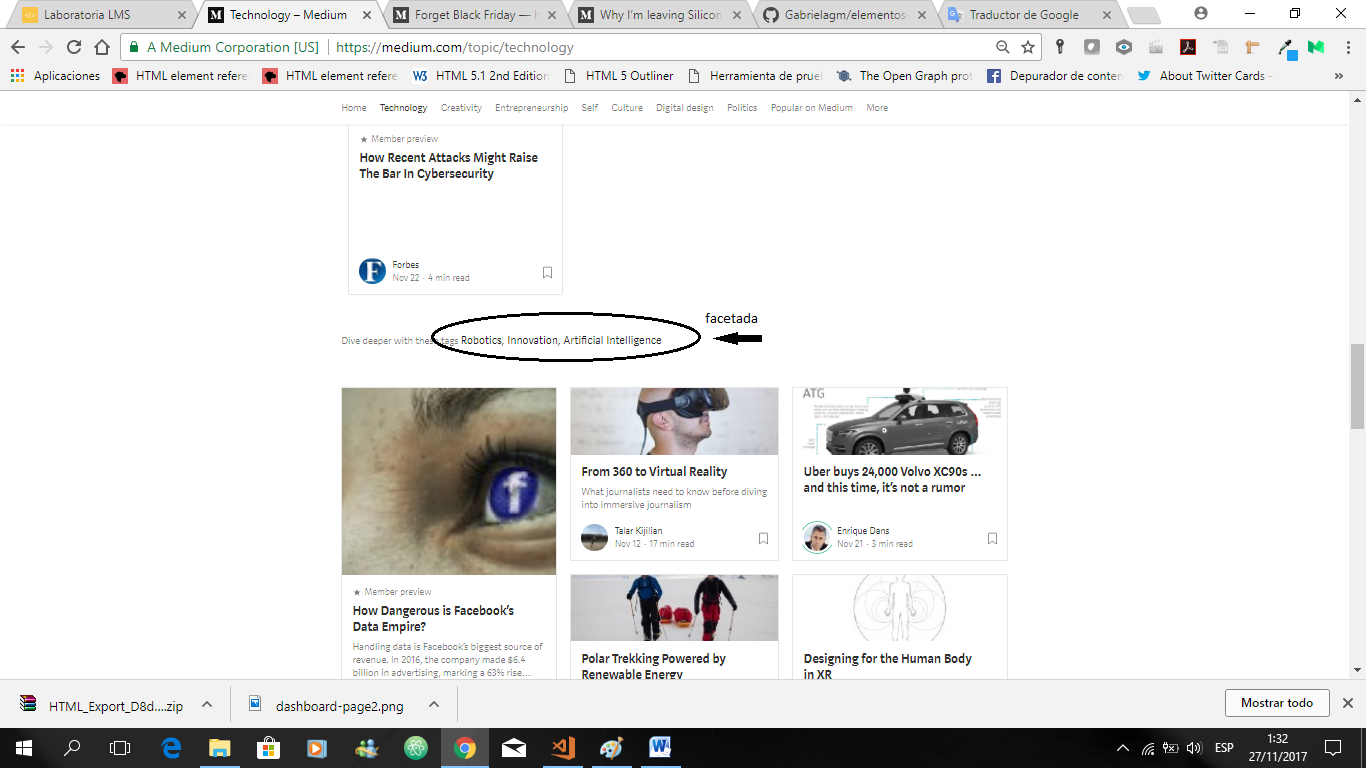 Laboratoria LMS
Technology – Medium
Forget Black Friday —
Why I'm leaving Silicon
Gabrielagm/elementos
Traductor de Google
A Medium Corporation [US] | https://medium.com/topic/technology
Aplicaciones
HTML element refere
HTML element refere
W3S HTML 5.1 2nd Edition
HTML 5 Outliner
Herramienta de prue
The Open Graph prot
Depurador de conten
About Twitter Cards –
Home Technology Creativity Entrepreneurship Self Culture Digital design Politics Popular on Medium More
Member preview
How Recent Attacks Might Raise
The Bar In Cybersecurity
Forbes
Nov 22 · 4 min read
facetada
Dive deeper with these tags Robotics, Innovation, Artificial Intelligence
Member preview
How Dangerous is Facebook's
Data Empire?
Handling data is Facebook's biggest source of
revenue. In 2016, the company made $6.4
billion in advertising, marking a 63% rise...
From 360 to Virtual Reality
What journalists need to know before diving
into immersive journalism
Talar Kijilian
Nov 12 · 17 min read
ATG
Uber buys 24,000 Volvo XC90s ...
and this time, it's not a rumor
Enrique Dans
Nov 21 · 3 min read
Polar Trekking Powered by
Renewable Energy
Designing for the Human Body
in XR
HTML_Export_D8d....zip
dashboard-page2.png
Mostrar todo
ESP
1:32
27/11/2017